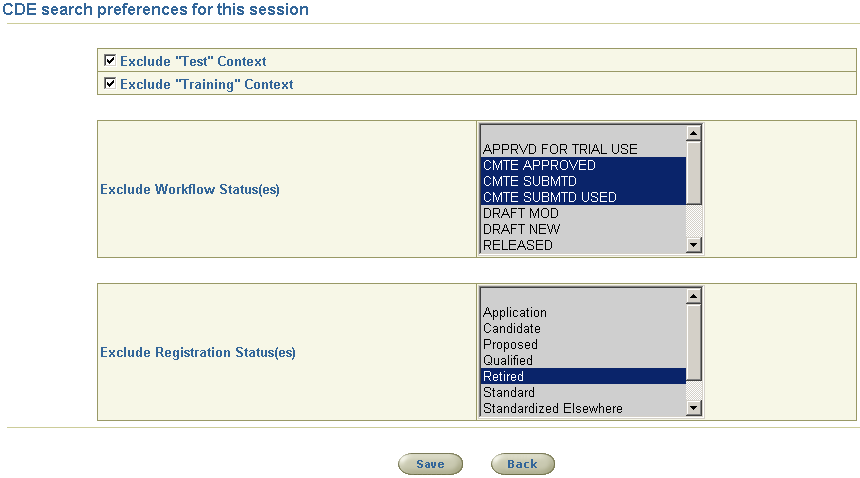 CDE search preferences for this session
Exclude "Test" Context
Exclude "Training" Context
Exclude Workflow Status(es)
APPRVD FOR TRIAL USE
CMTE APPROVED
CMTE SUBMTD
CMTE SUBMTD USED
DRAFT MOD
DRAFT NEW
RELEASED
Exclude Registration Status(es)
Application
Candidate
Proposed
Qualified
Retired
Standard
Standardized Elsewhere
Save Back